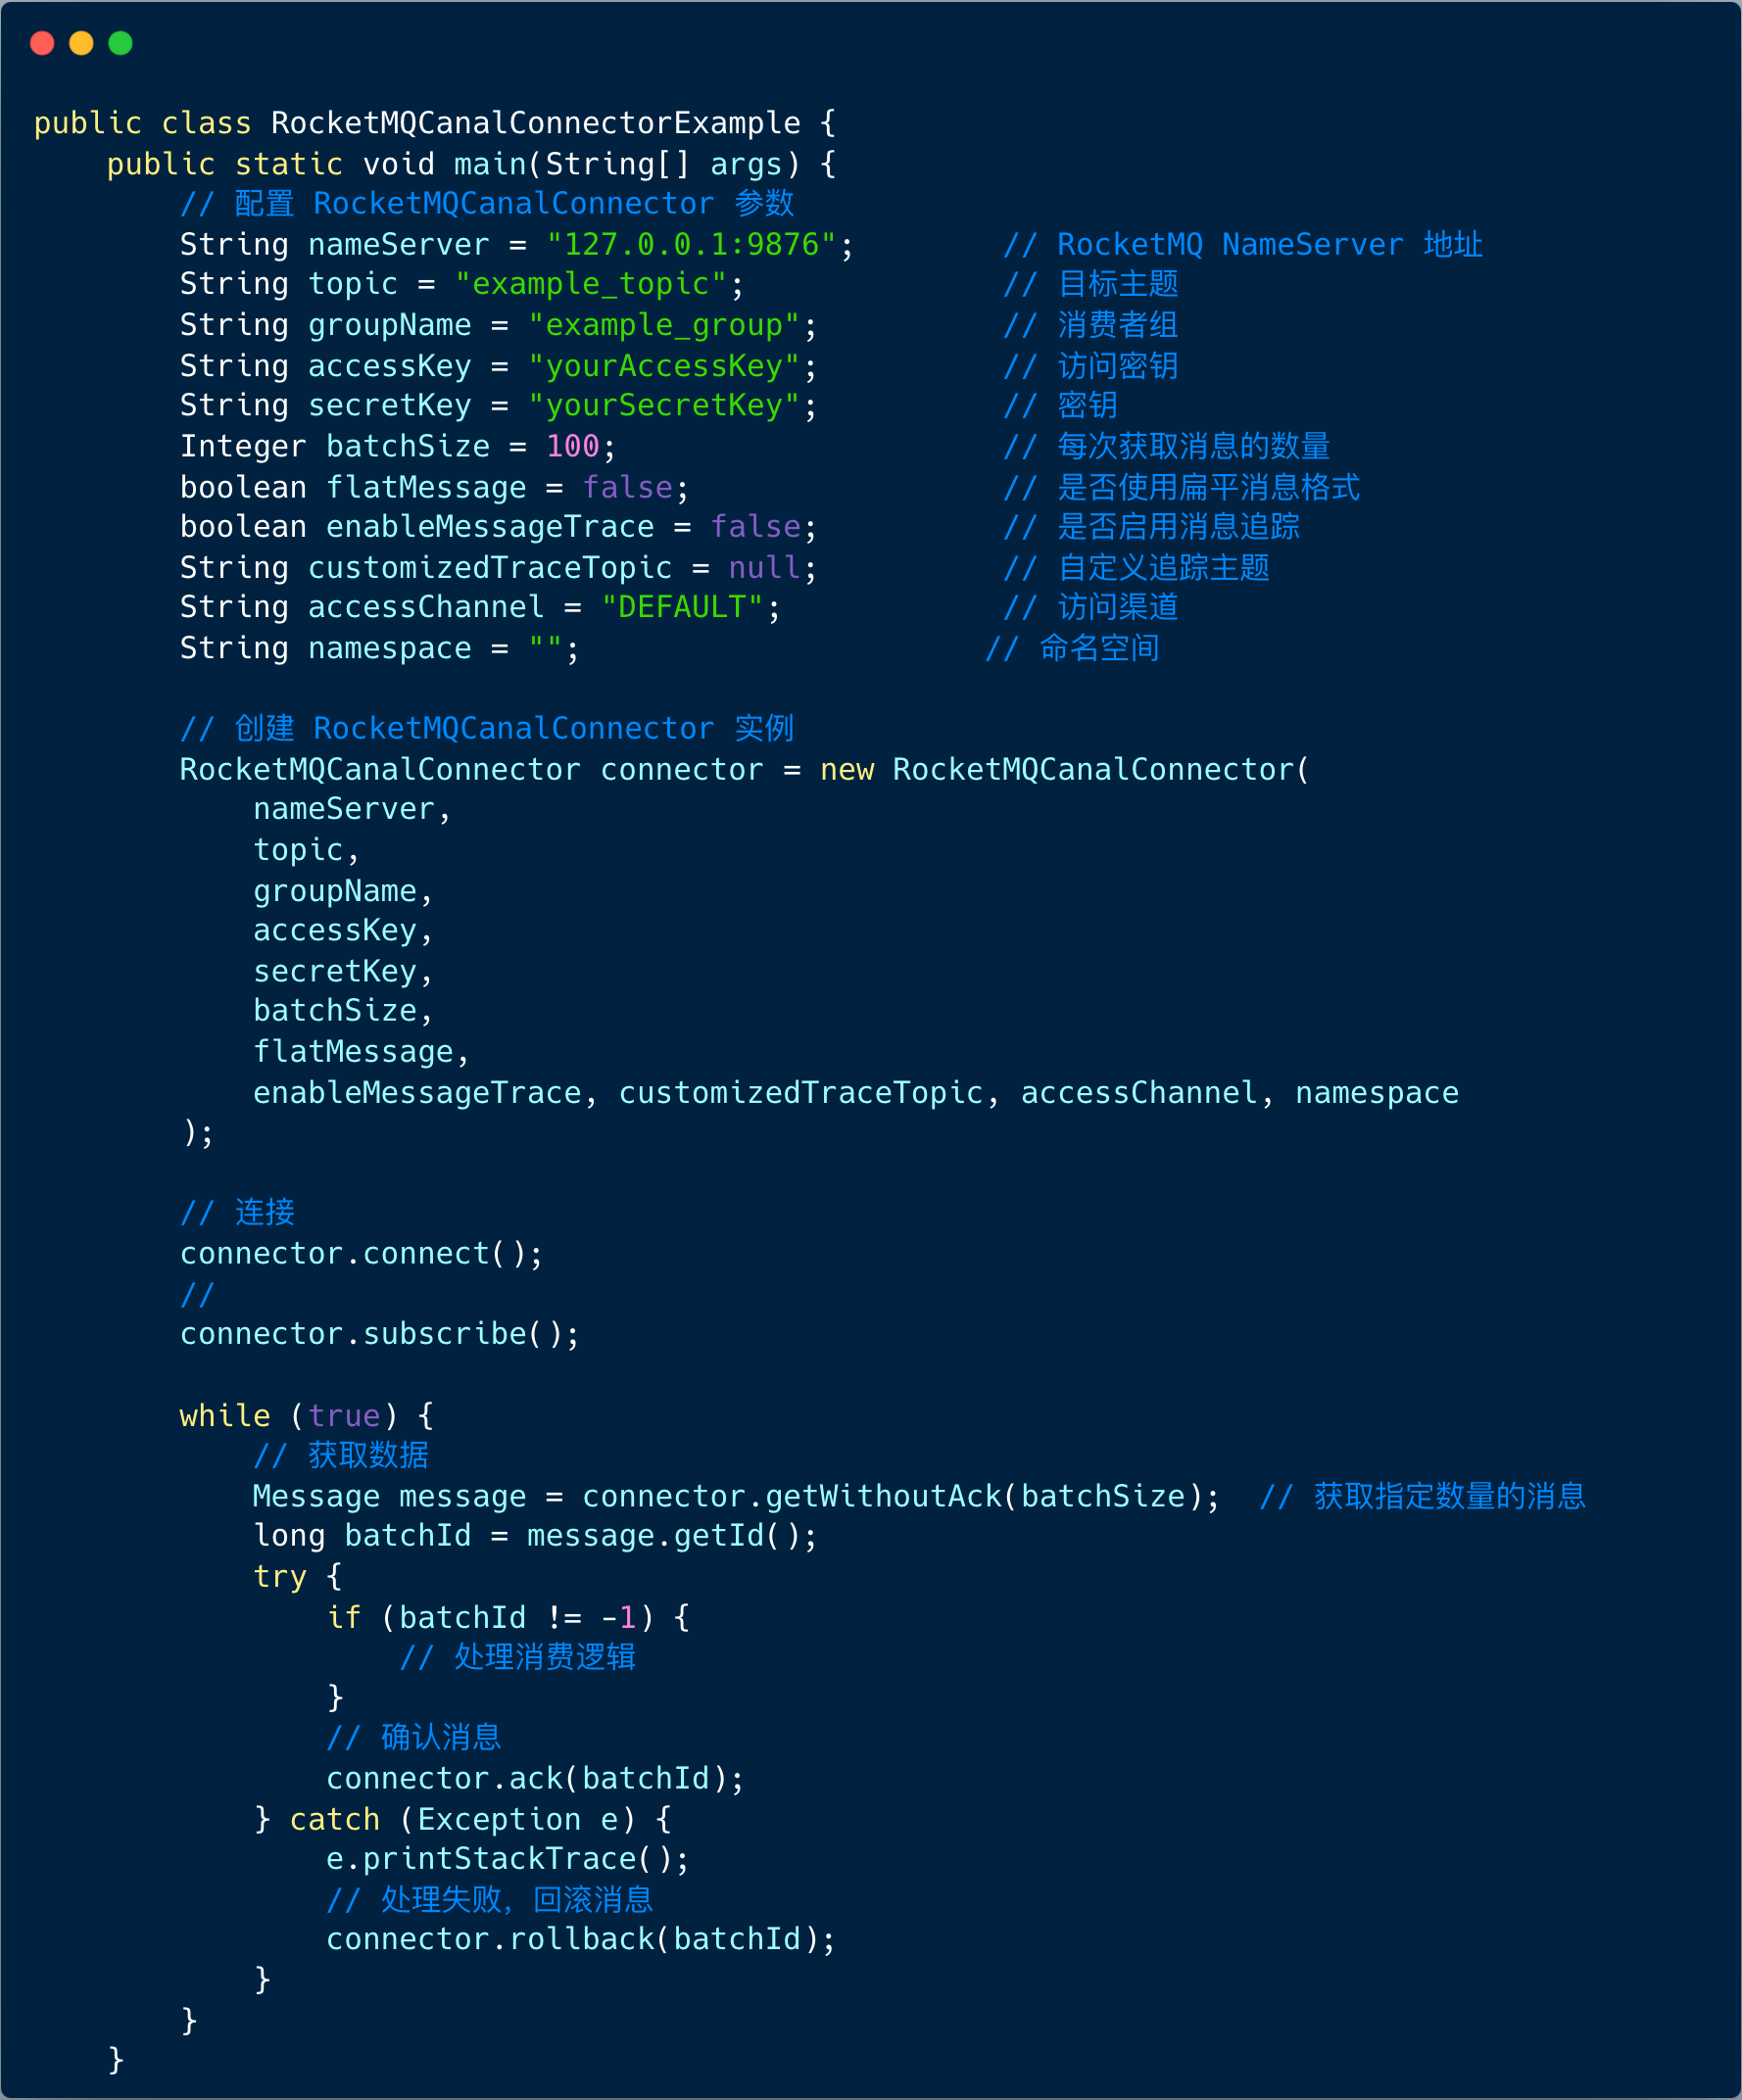 public class RocketMQCanalConnectorExample {
    public static void main(String[] args) {
        // 配置 RocketMQCanalConnector 参数
        String nameServer = "127.0.0.1:9876";        // RocketMQ NameServer 地址
        String topic = "example_topic";              // 目标主题
        String groupName = "example_group";          // 消费者组
        String accessKey = "yourAccessKey";          // 访问密钥
        String secretKey = "yourSecretKey";          // 密钥
        Integer batchSize = 100;                     // 每次获取消息的数量
        boolean flatMessage = false;                 // 是否使用扁平消息格式
        boolean enableMessageTrace = false;          // 是否启用消息追踪
        String customizedTraceTopic = null;          // 自定义追踪主题
        String accessChannel = "DEFAULT";            // 访问渠道
        String namespace = "";                      // 命名空间

        // 创建 RocketMQCanalConnector 实例
        RocketMQCanalConnector connector = new RocketMQCanalConnector(
            nameServer,
            topic,
            groupName,
            accessKey,
            secretKey,
            batchSize,
            flatMessage,
            enableMessageTrace, customizedTraceTopic, accessChannel, namespace
        );

        // 连接
        connector.connect();
        //
        connector.subscribe();

        while (true) {
            // 获取数据
            Message message = connector.getWithoutAck(batchSize);  // 获取指定数量的消息
            long batchId = message.getId();
            try {
                if (batchId != -1) {
                    // 处理消费逻辑
                }
                // 确认消息
                connector.ack(batchId);
            } catch (Exception e) {
                e.printStackTrace();
                // 处理失败，回滚消息
                connector.rollback(batchId);
            }
        }
    }